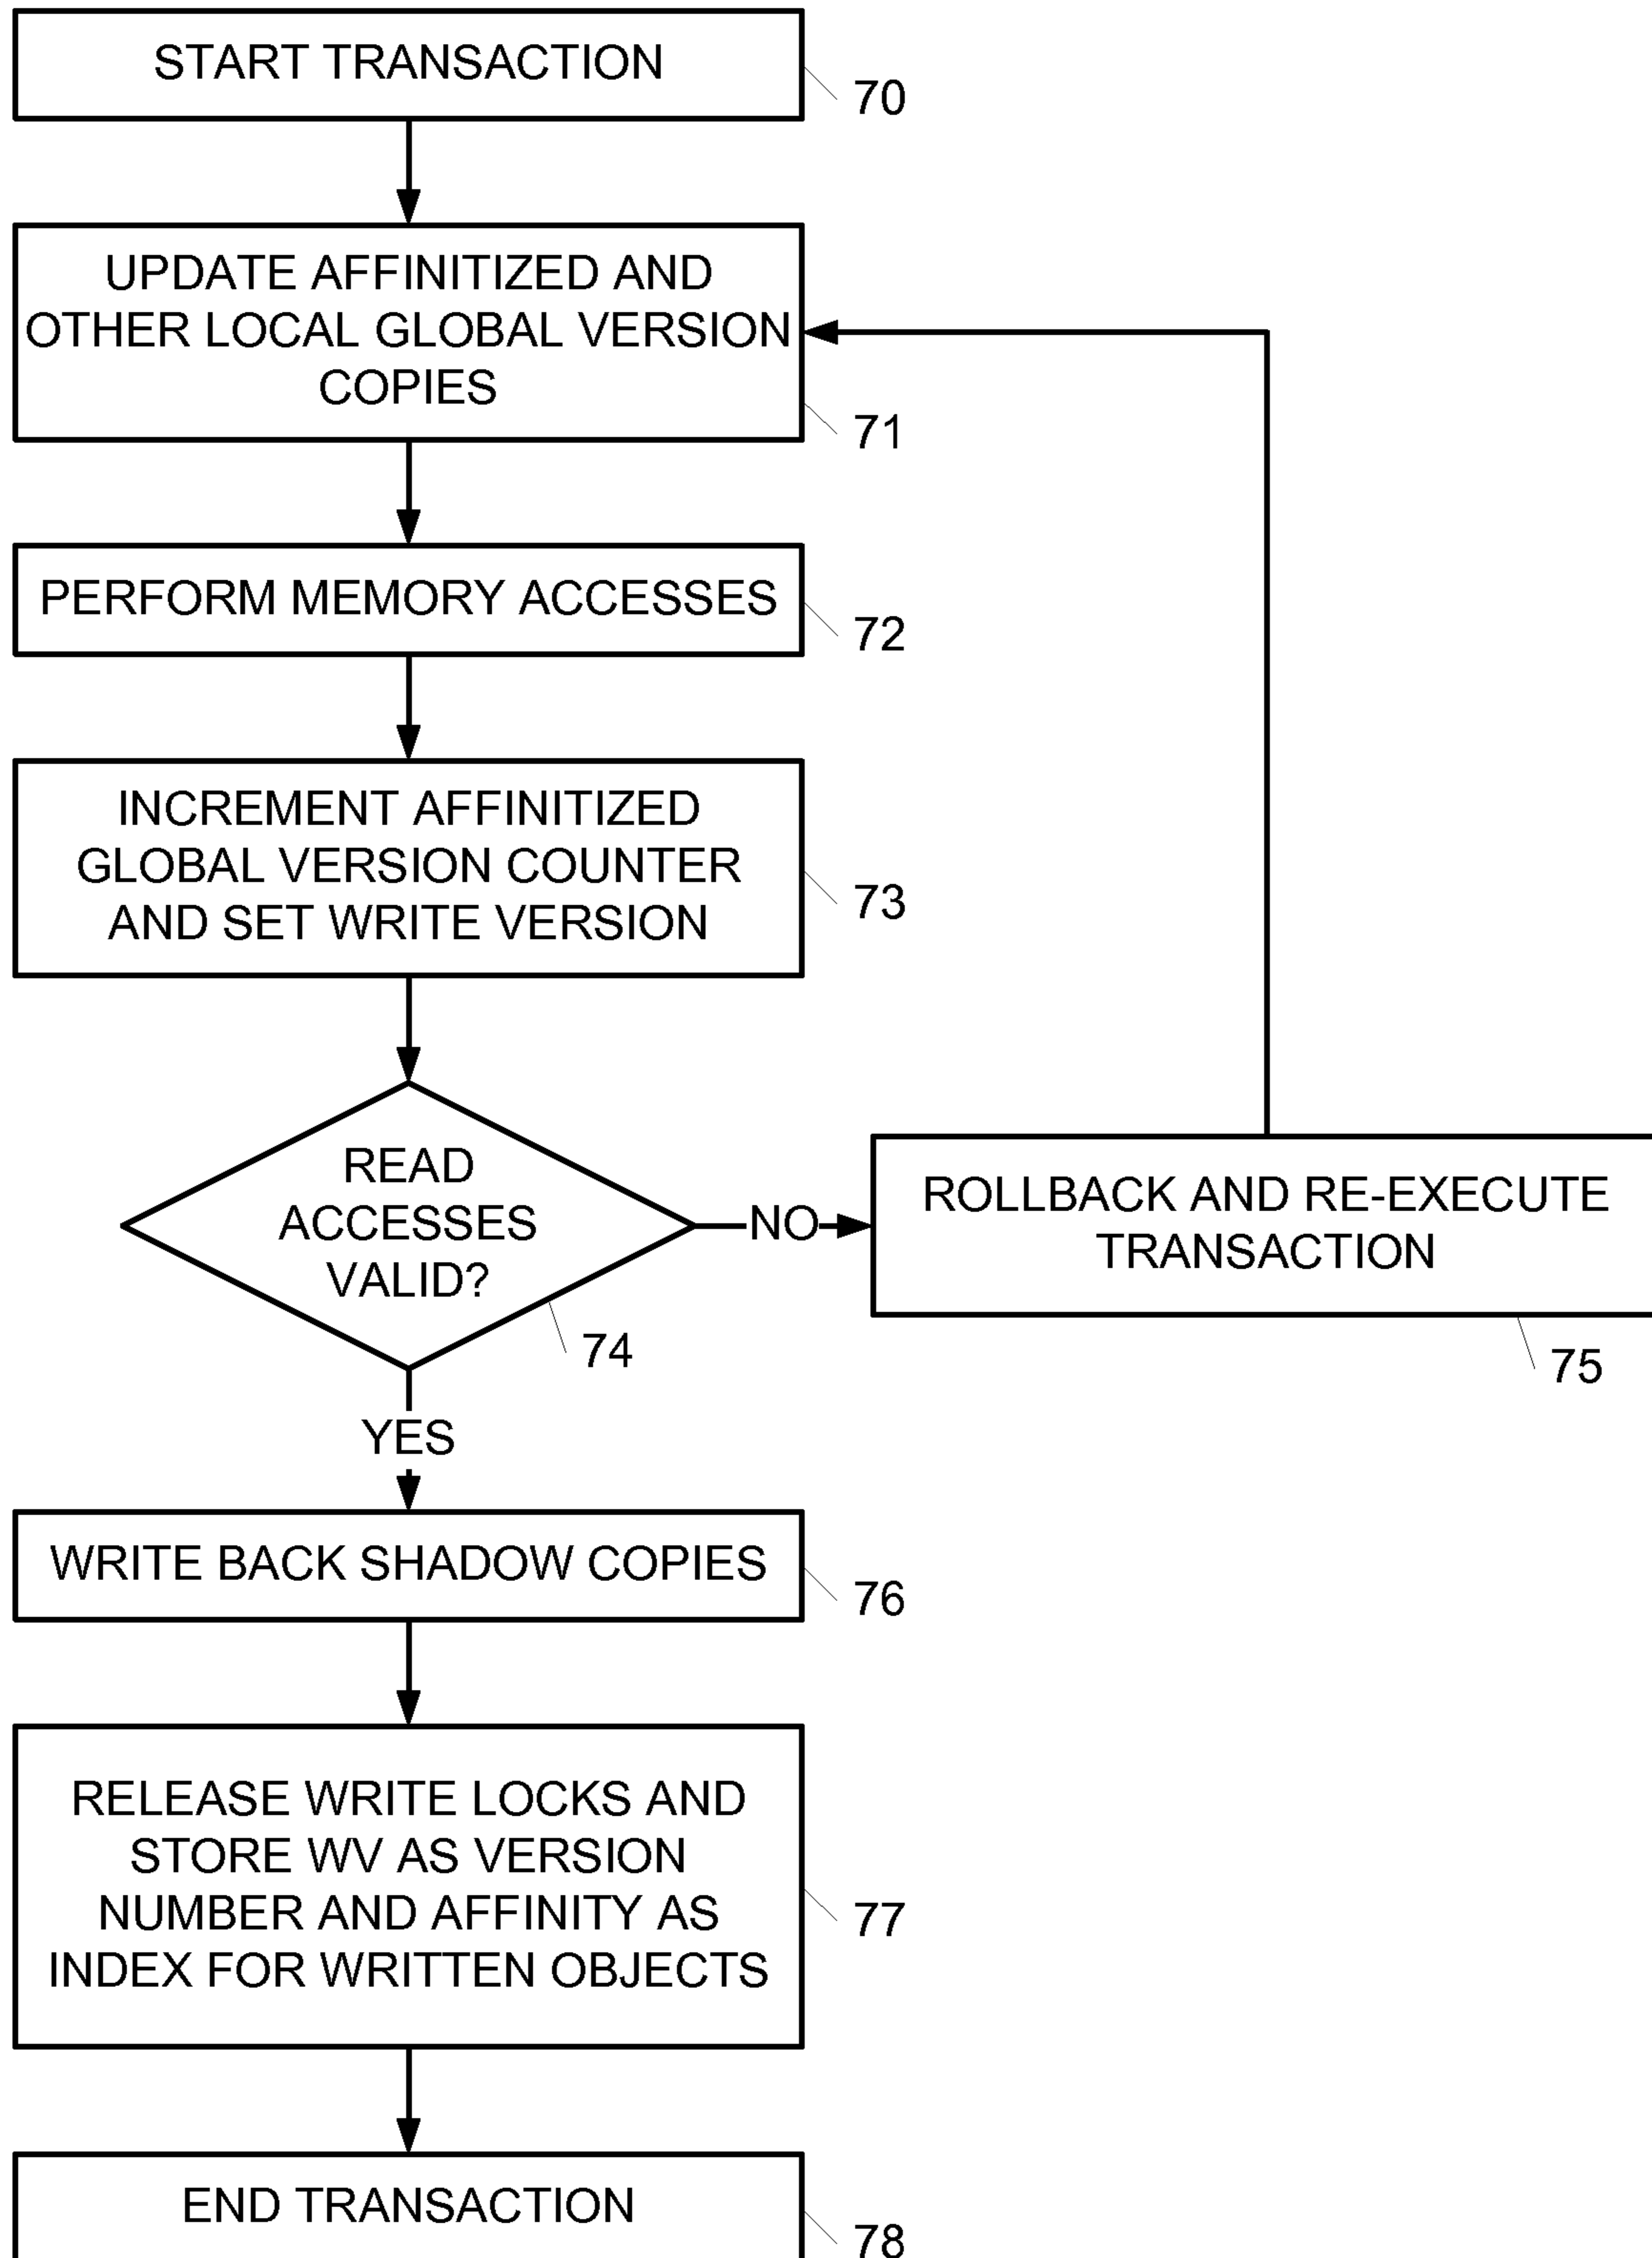 START TRANSACTION
70
UPDATE AFFINITIZED AND
OTHER LOCAL GLOBAL VERSION
COPIES
71
PERFORM MEMORY ACCESSES
72
INCREMENT AFFINITIZED
GLOBAL VERSION COUNTER
AND SET WRITE VERSION
73
READ
ACCESSES
VALID?
74
NO
ROLLBACK AND RE-EXECUTE
TRANSACTION
75
YES
WRITE BACK SHADOW COPIES
76
RELEASE WRITE LOCKS AND
STORE WV AS VERSION
NUMBER AND AFFINITY AS
INDEX FOR WRITTEN OBJECTS
77
END TRANSACTION
78